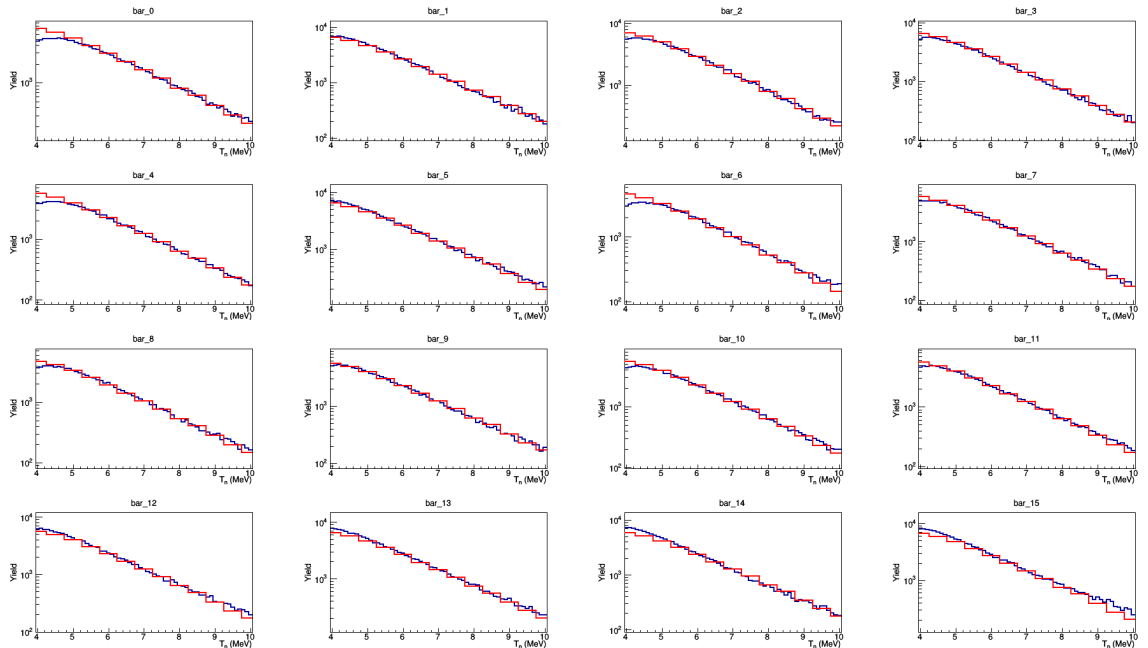 bar_0
Yield
10³
4 5 6 7 8 9 10
Tₙ (MeV)
bar_1
Yield
10⁴
10³
10²
4 5 6 7 8 9 10
Tₙ (MeV)
bar_2
Yield
10⁴
10³
4 5 6 7 8 9 10
Tₙ (MeV)
bar_3
Yield
10⁴
10³
10²
4 5 6 7 8 9 10
Tₙ (MeV)
bar_4
Yield
10³
10²
4 5 6 7 8 9 10
Tₙ (MeV)
bar_5
Yield
10⁴
10³
4 5 6 7 8 9 10
Tₙ (MeV)
bar_6
Yield
10³
10²
4 5 6 7 8 9 10
Tₙ (MeV)
bar_7
Yield
10³
10²
4 5 6 7 8 9 10
Tₙ (MeV)
bar_8
Yield
10³
10²
4 5 6 7 8 9 10
Tₙ (MeV)
bar_9
Yield
10³
10²
4 5 6 7 8 9 10
Tₙ (MeV)
bar_10
Yield
10³
10²
4 5 6 7 8 9 10
Tₙ (MeV)
bar_11
Yield
10³
10²
4 5 6 7 8 9 10
Tₙ (MeV)
bar_12
Yield
10⁴
10³
10²
4 5 6 7 8 9 10
Tₙ (MeV)
bar_13
Yield
10⁴
10³
4 5 6 7 8 9 10
Tₙ (MeV)
bar_14
Yield
10⁴
10³
10²
4 5 6 7 8 9 10
Tₙ (MeV)
bar_15
Yield
10⁴
10³
4 5 6 7 8 9 10
Tₙ (MeV)